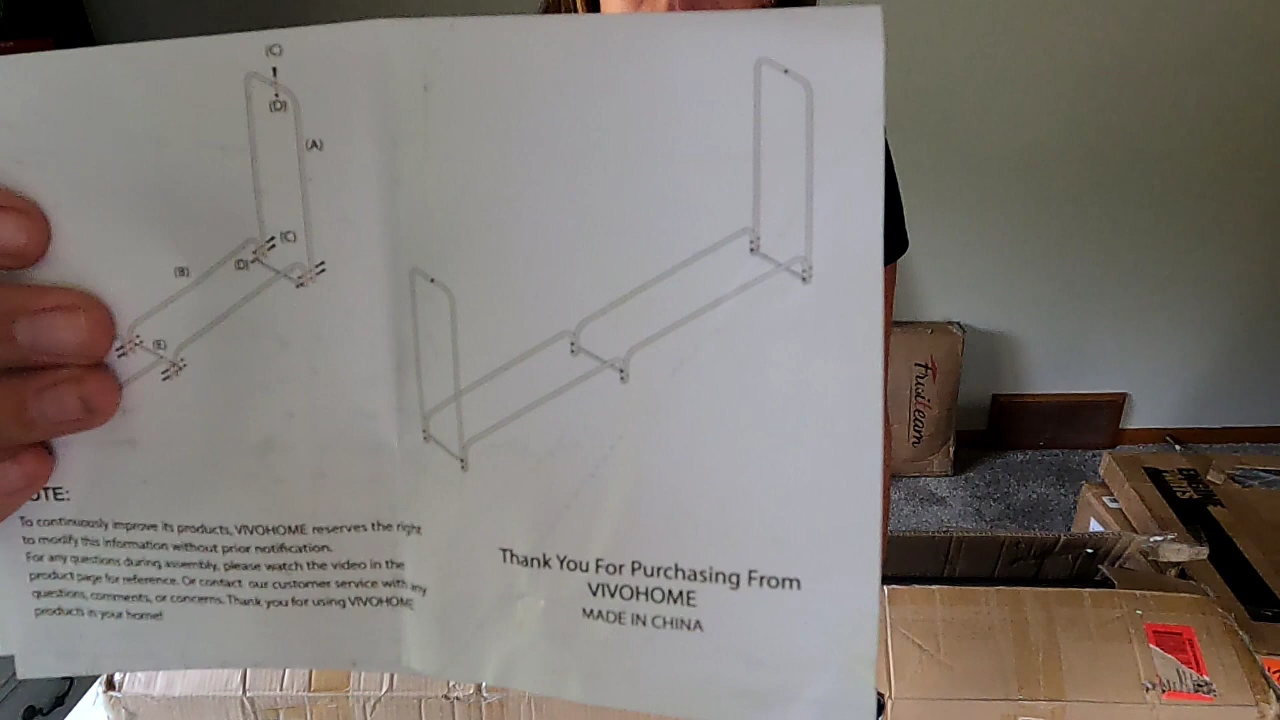 (C)
(D)
(A)
(C)
(B)
(D)
(E)
OTE:
To continuously improve its products, VIVOHOME reserves the right
to modify this information without prior notification.
For any questions during assembly, please watch the video in the
product page for reference. Or contact our customer service with any
questions, comments, or concerns. Thank you for using VIVOHOME
products in your home!
Thank You For Purchasing From
VIVOHOME
MADE IN CHINA
Fruiteam